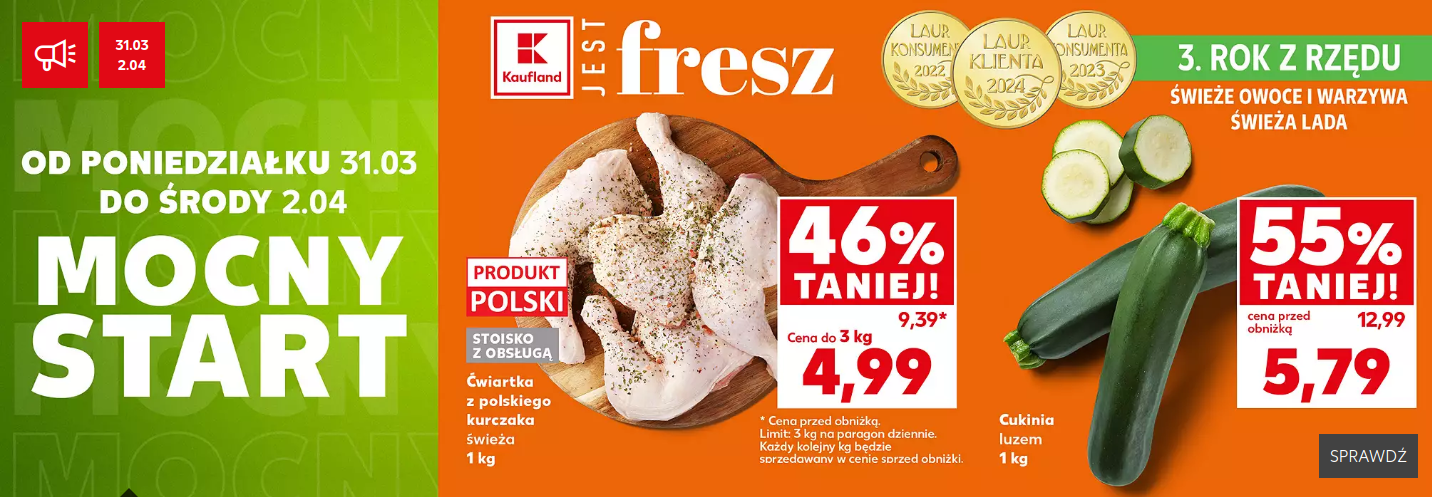 31.03
2.04
OD PONIEDZIAŁKU 31.03
DO ŚRODY 2.04
MOCNY
START
Kaufland
JEST
fresz
LAUR
KONSUMENTA
2022
LAUR
KLIENTA
2024
LAUR
KONSUMENTA
2023
3. ROK Z RZĘDU
ŚWIEŻE OWOCE I WARZYWA
ŚWIEŻA LADA
PRODUKT
POLSKI
STOISKO
Z OBSŁUGĄ
Ćwiartka
z polskiego
kurczaka
świeża
1 kg
46%
TANIEJ!
9,39*
Cena do 3 kg
4,99
* Cena przed obniżką.
Limit: 3 kg na paragon dziennie.
Każdy kolejny kg będzie
sprzedawany w cenie sprzed obniżki.
Cukinia
luzem
1 kg
55%
TANIEJ!
cena przed
obniżką
12,99
5,79
SPRAWDŹ
MOCNY
MOCNY
MOCNY